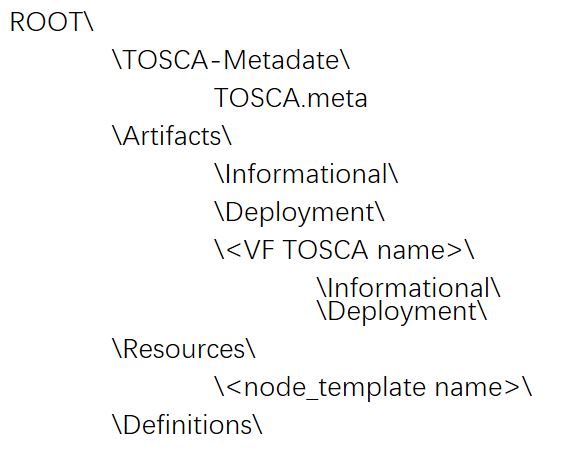 ROOT\
\TOSCA-Metadate\
TOSCA.meta
\Artifacts\
\Informational\
\Deployment\
\<VF TOSCA name>\
\Informational\
\Deployment\
\Resources\
\<node_template name>\
\Definitions\